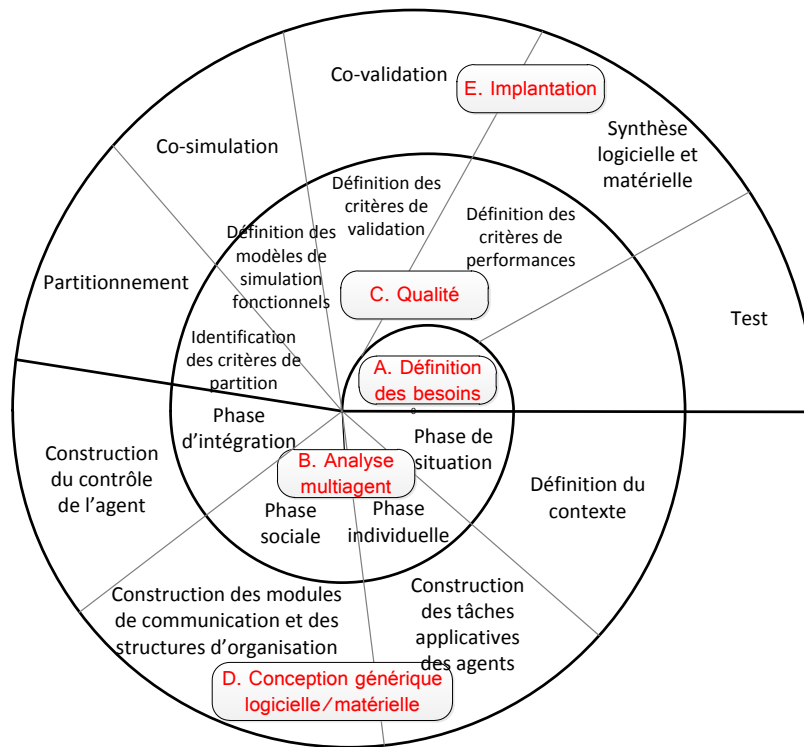 Co-validation
E. Implantation
Co-simulation
Synthèse
logicielle et
matérielle
Définition des
critères de
validation
Définition des
critères de
performances
Définition des
modèles de
simulation
fonctionnels
Partitionnement
C. Qualité
Test
Identification
des critères de
partition
A. Définition
des besoins
Phase
d’intégration
Phase de
situation
Construction
du contrôle
de l’agent
B. Analyse
multiagent
Définition du
contexte
Phase
sociale
Phase
individuelle
Construction des modules
de communication et des
structures d’organisation
Construction
des tâches
applicatives
des agents
D. Conception générique
logicielle/matérielle